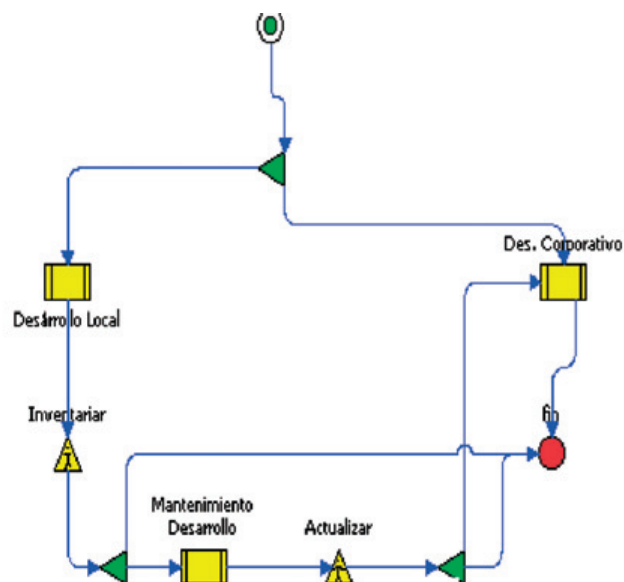 Des. Corporativo
Desarrollo Local
Inventariar
fin
Mantenimiento
Desarrollo
Actualizar